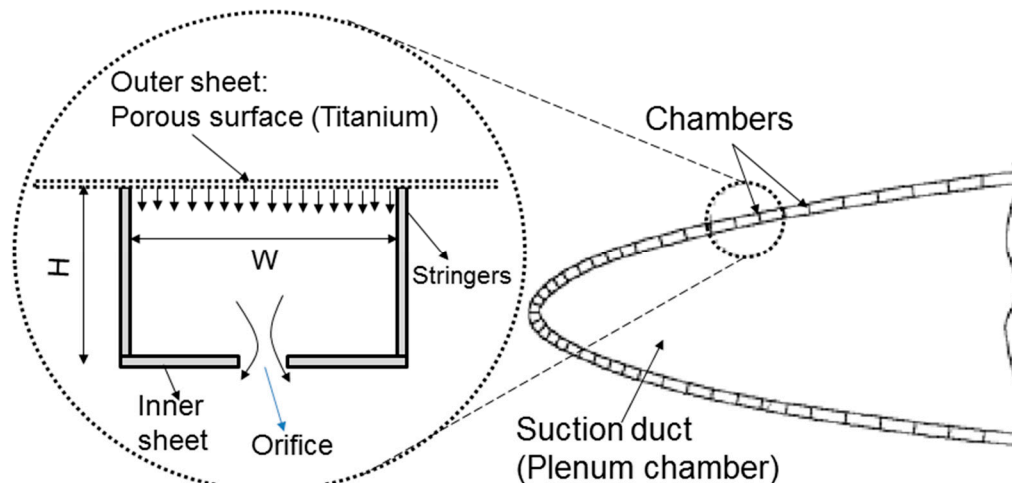 Outer sheet:
Porous surface (Titanium)
Chambers
H
W
Stringers
Inner
sheet
Orifice
Suction duct
(Plenum chamber)